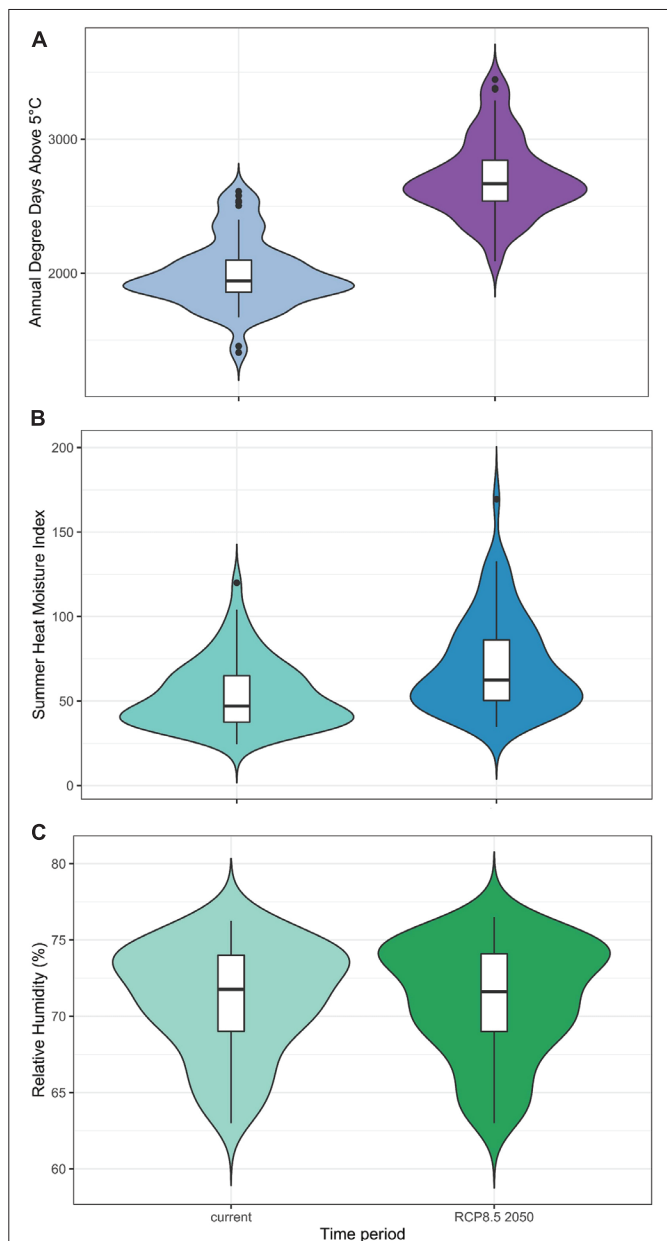 A
Annual Degree Days Above 5°C
3000
2000
B
Summer Heat Moisture Index
200
150
100
50
0
C
Relative Humidity (%)
80
75
70
65
60
current
RCP8.5 2050
Time period